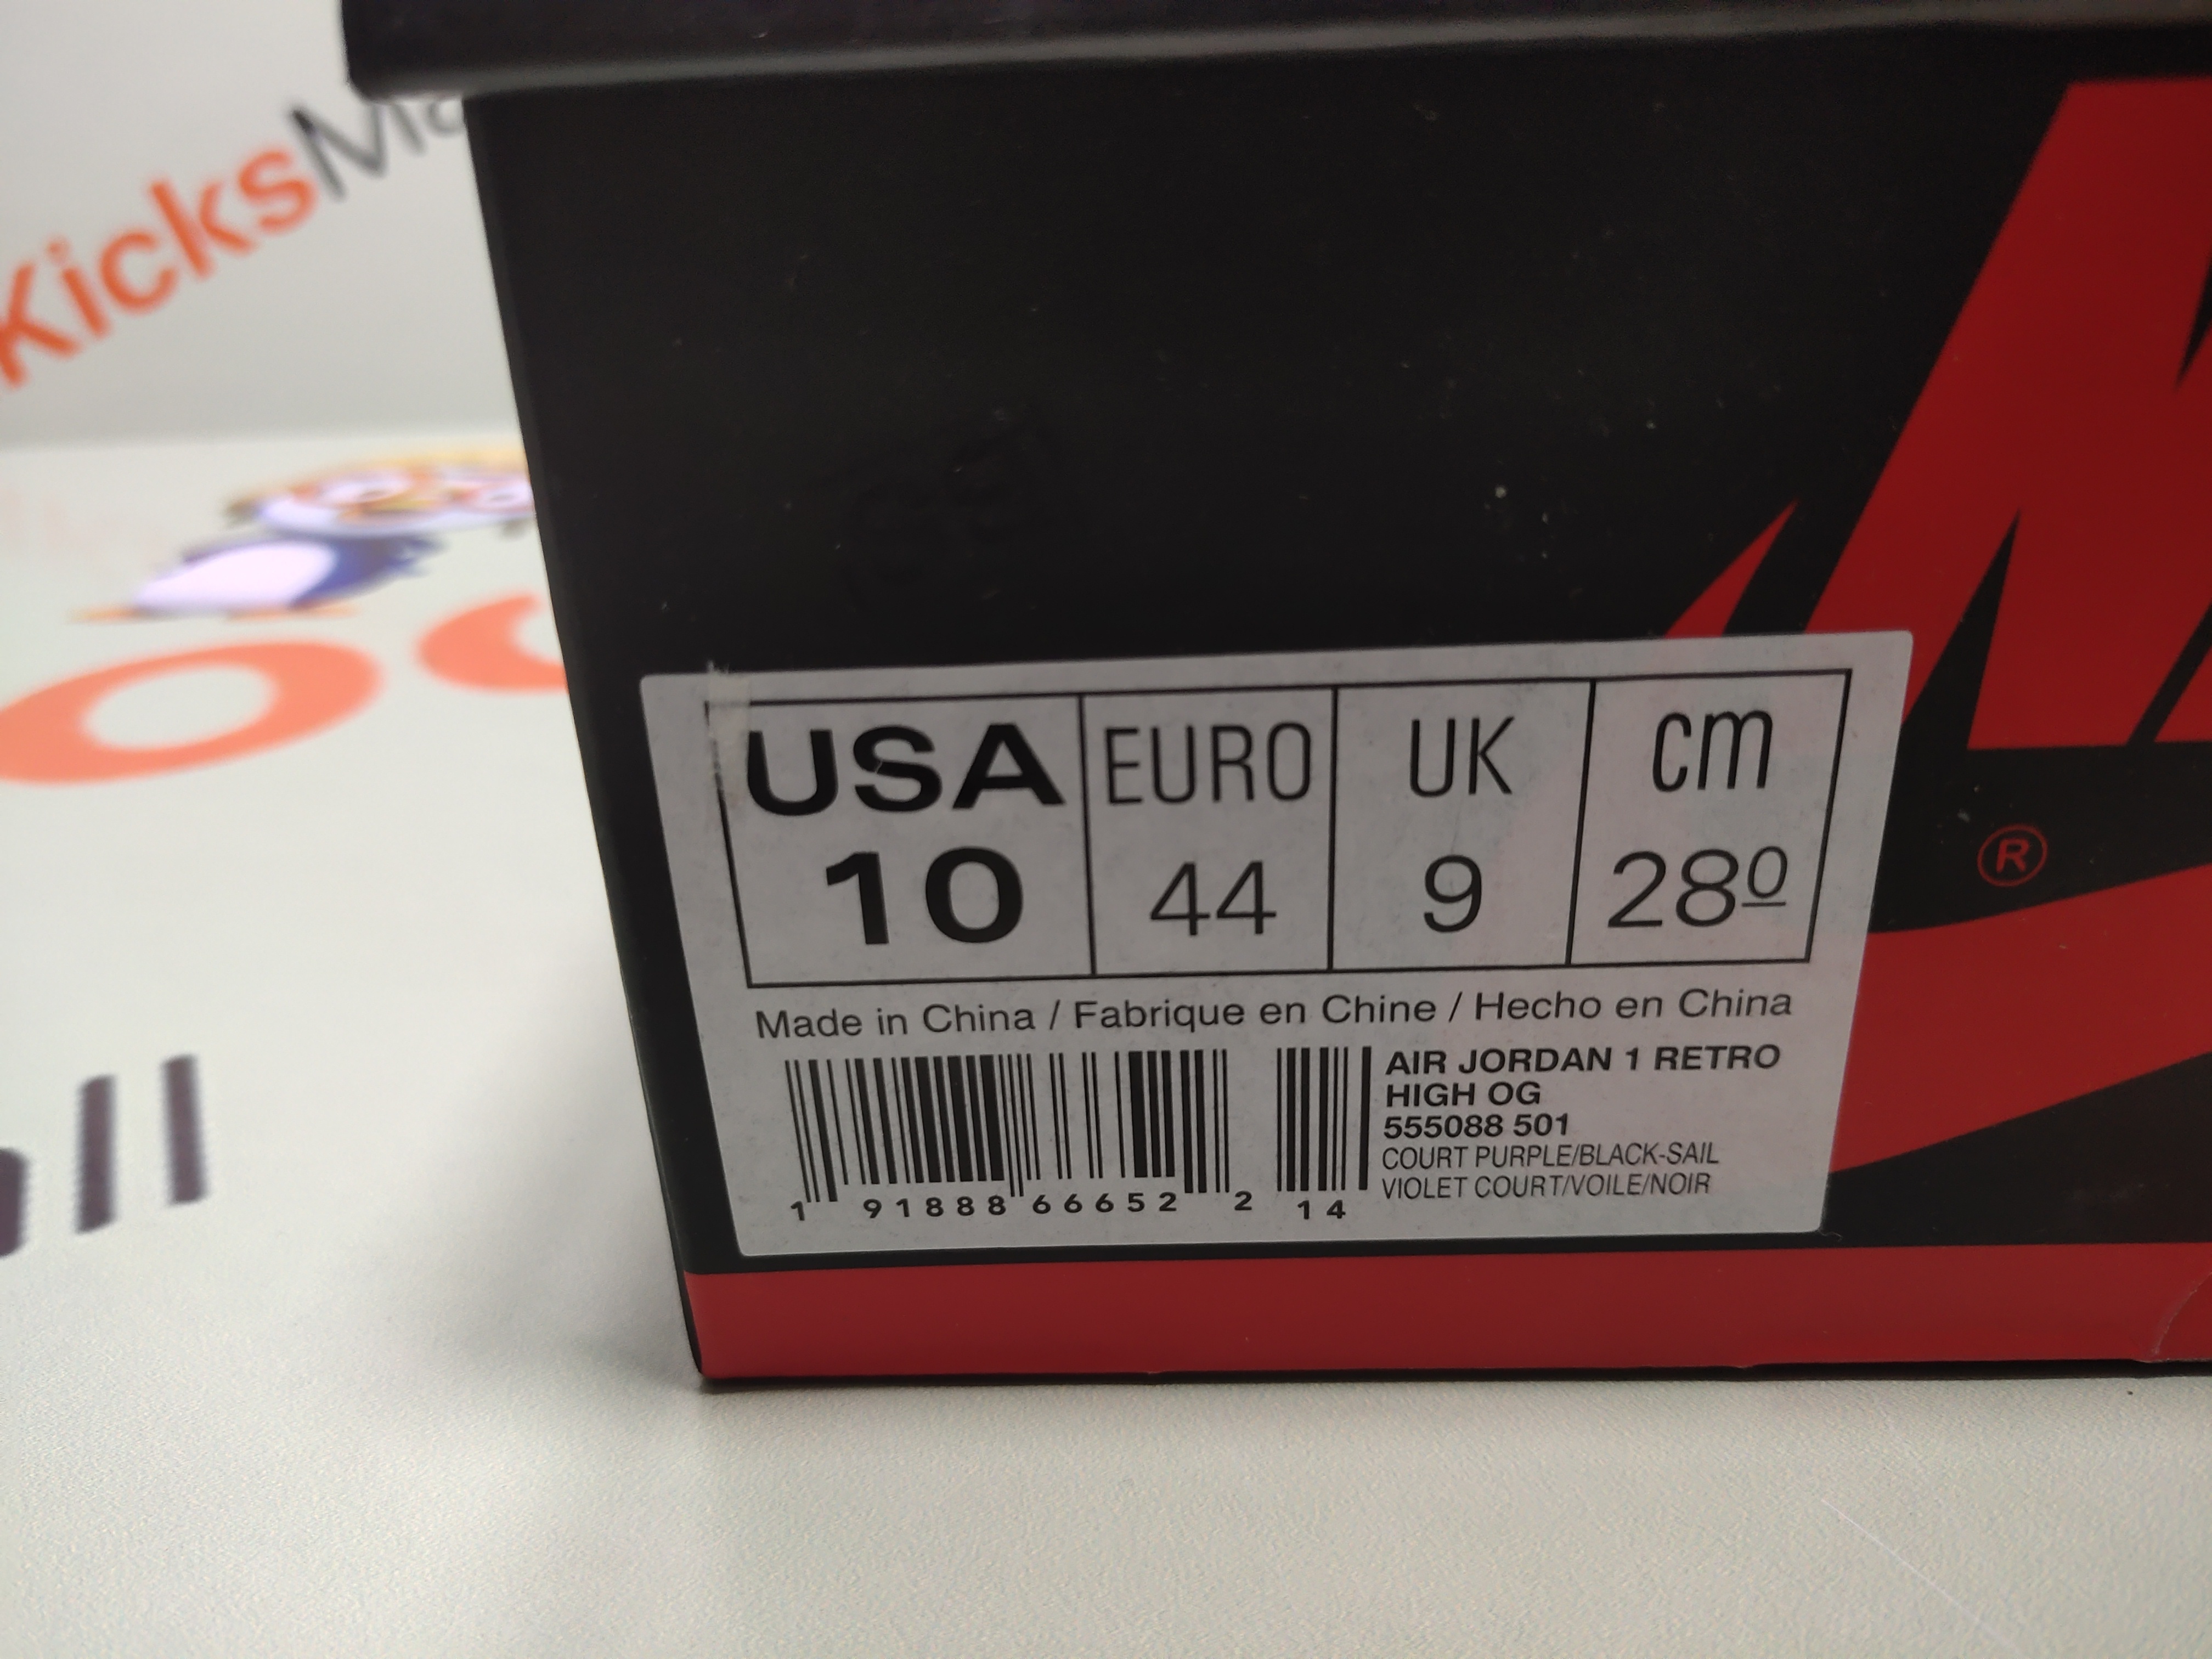 Kicks
USA EURO UK cm
10 44 9 280
Made in China / Fabrique en Chine / Hecho en China
AIR JORDAN 1 RETRO
HIGH OG
555088 501
COURT PURPLE/BLACK-SAIL
VIOLET COURT/VOILE/NOIR
1 91888 66652 2 14
®